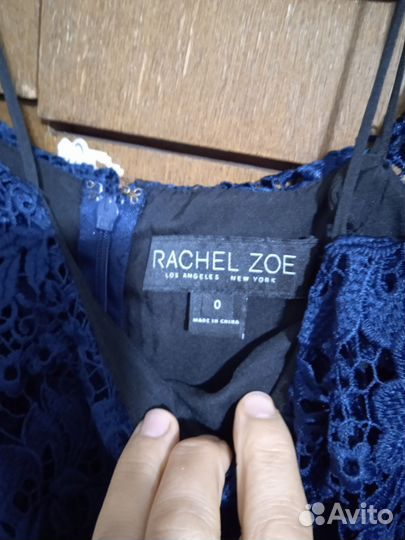 RACHEL ZOE
LOS ANGELES NEW YORK
0
MADE IN CHINA
Avito